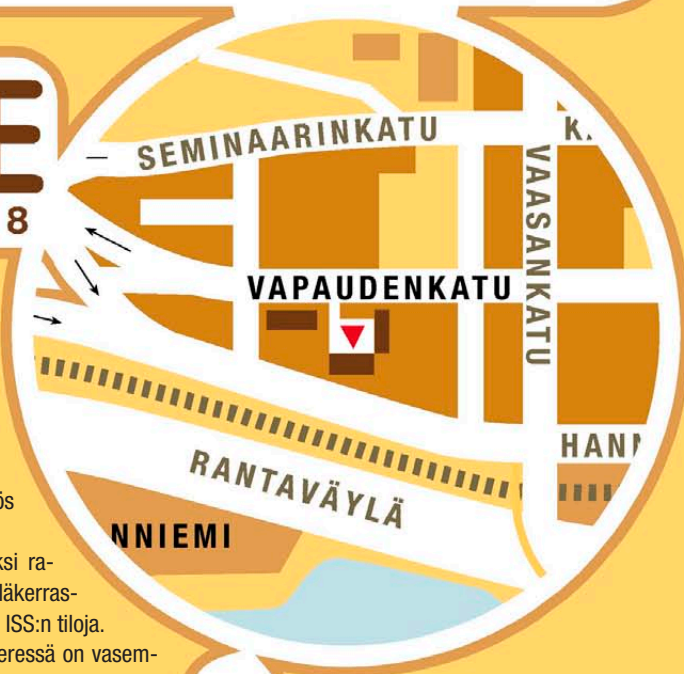 SEMINAARINKATU
K.
VAASANKATU
8
VAPAUDENKATU
HANN
RANTAVÄYLÄ
NNIEMI
ös
ksi ra-
läkerras-
ISS:n tiloja.
eressä on vasem-